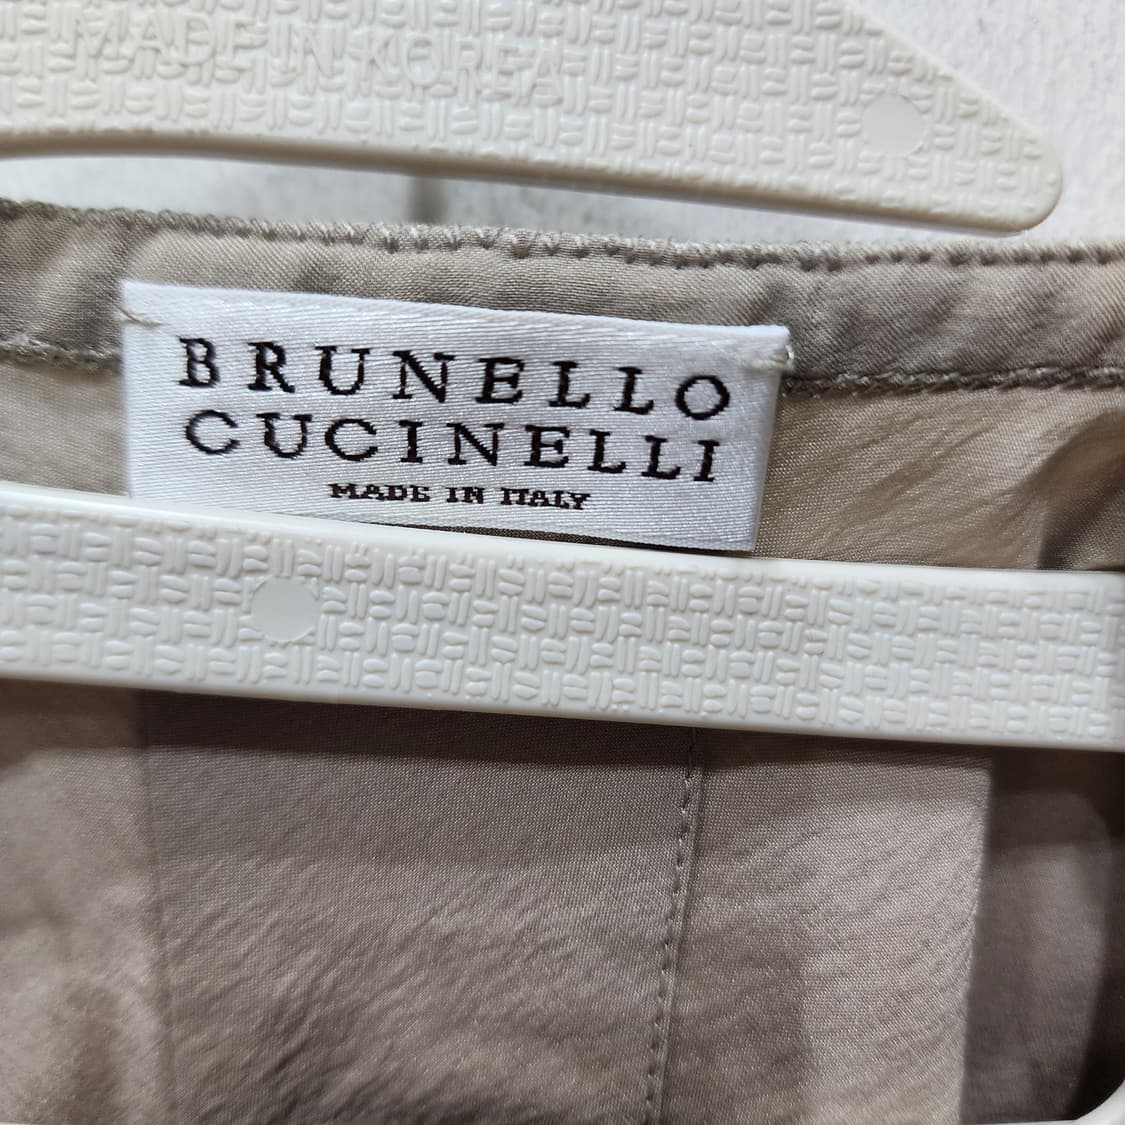 MADE IN KOREA
BRUNELLO
CUCINELLI
MADE IN ITALY